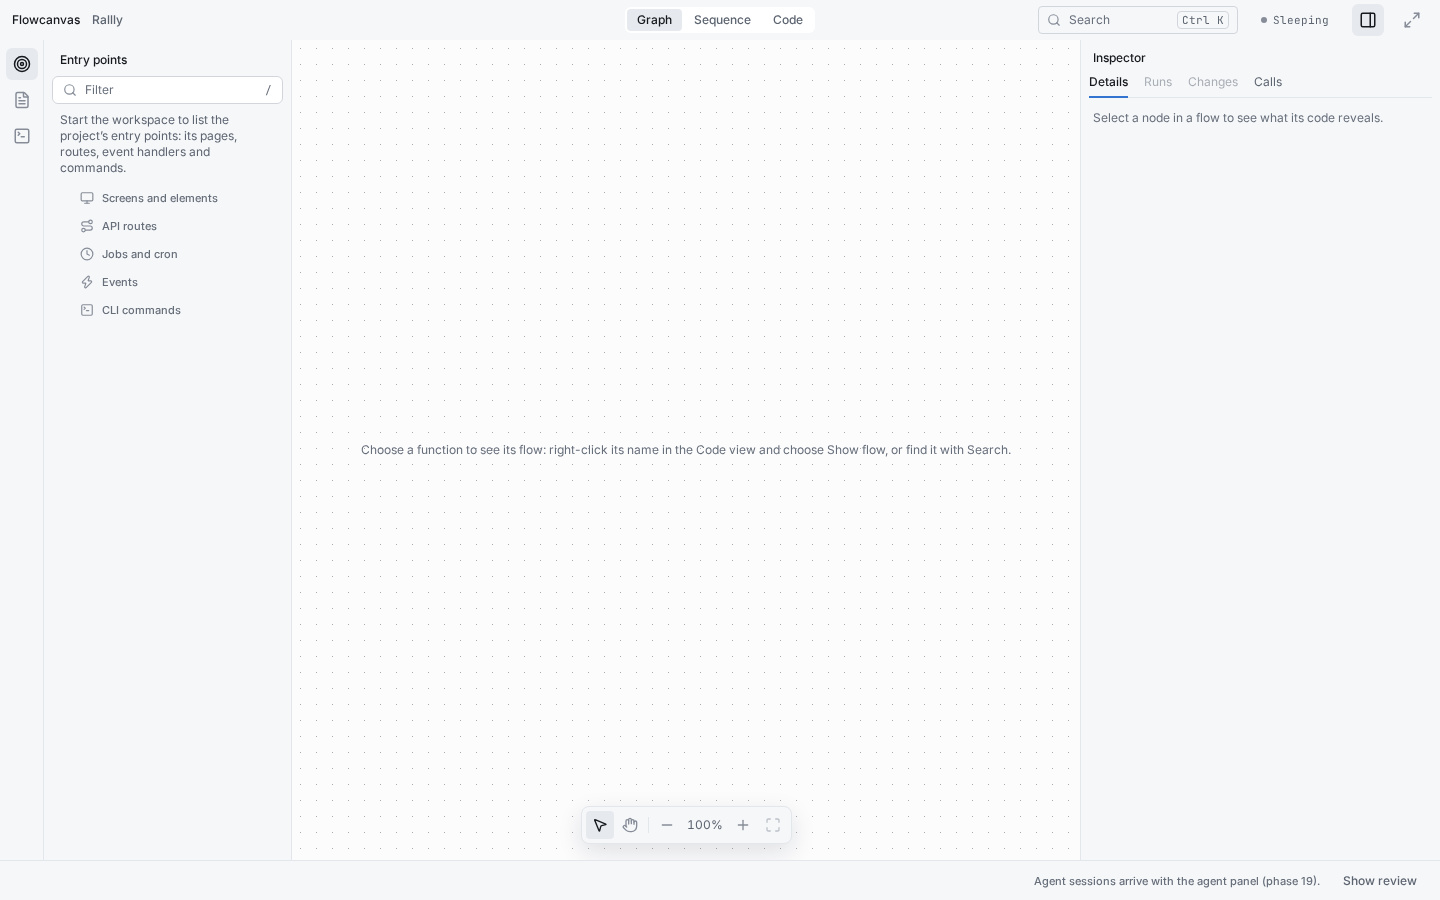 Flowcanvas Rallly
Graph Sequence Code
Search Ctrl K
Sleeping
Entry points
Filter /
Start the workspace to list the
project's entry points: its pages,
routes, event handlers and
commands.
Screens and elements
API routes
Jobs and cron
Events
CLI commands
Choose a function to see its flow: right-click its name in the Code view and choose Show flow, or find it with Search.
100%
Inspector
Details Runs Changes Calls
Select a node in a flow to see what its code reveals.
Agent sessions arrive with the agent panel (phase 19). Show review